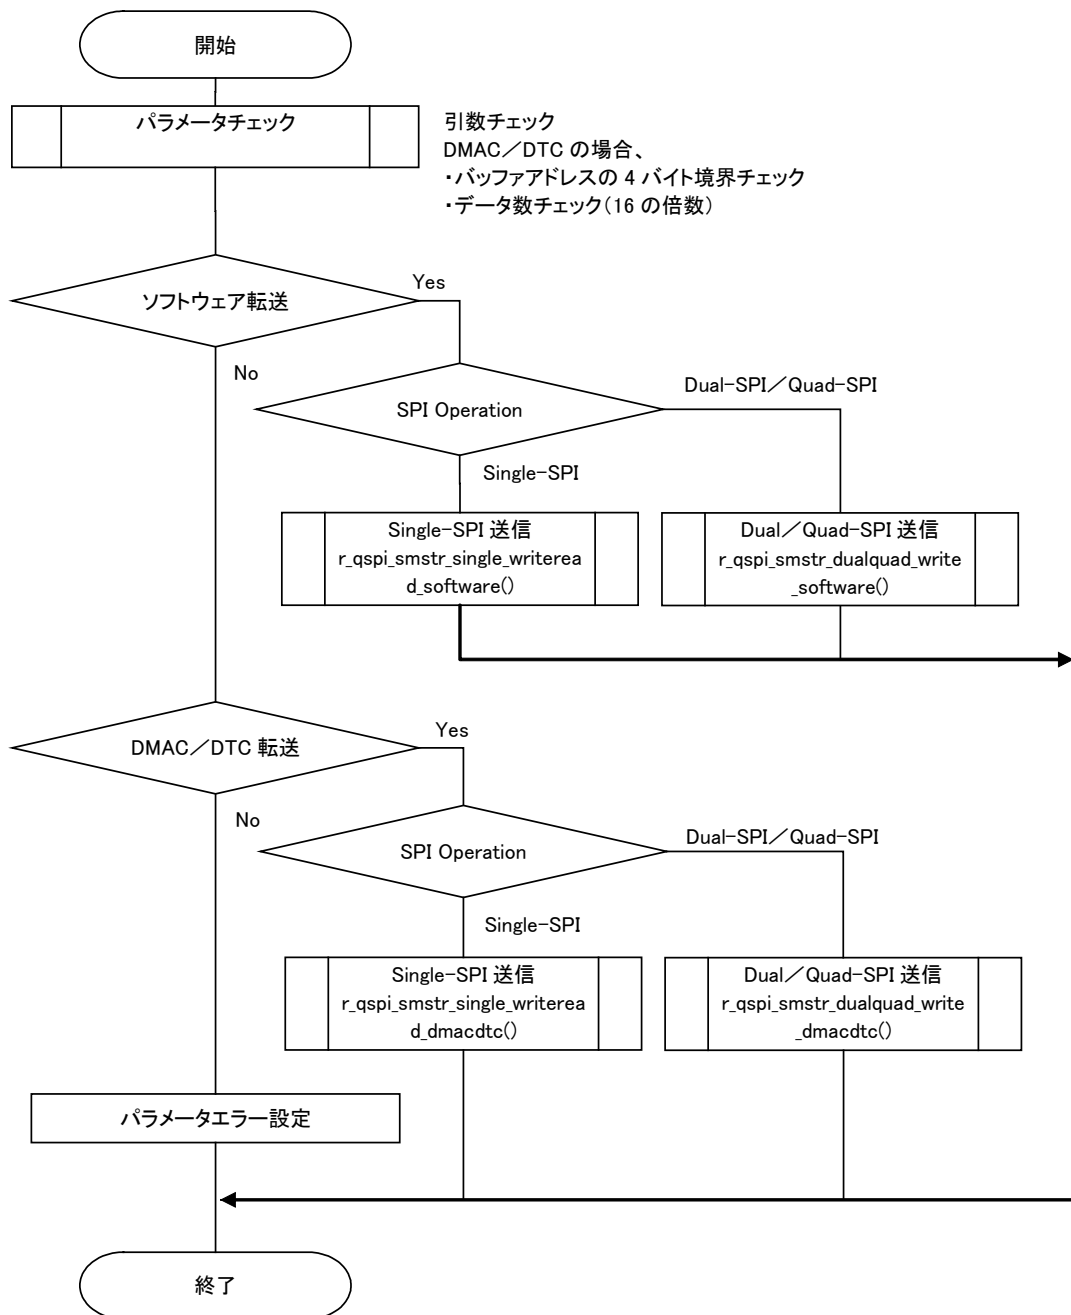 開始
パラメータチェック
引数チェック
DMAC／DTC の場合、
・バッファアドレスの 4 バイト境界チェック
・データ数チェック（16 の倍数）
ソフトウェア転送
Yes
No
SPI Operation
Dual-SPI／Quad-SPI
Single-SPI
Single-SPI 送信
r_qspi_smstr_single_writerea
d_software()
Dual／Quad-SPI 送信
r_qspi_smstr_dualquad_write
_software()
DMAC／DTC 転送
Yes
No
SPI Operation
Dual-SPI／Quad-SPI
Single-SPI
Single-SPI 送信
r_qspi_smstr_single_writerea
d_dmacdtc()
Dual／Quad-SPI 送信
r_qspi_smstr_dualquad_write
_dmacdtc()
パラメータエラー設定
終了